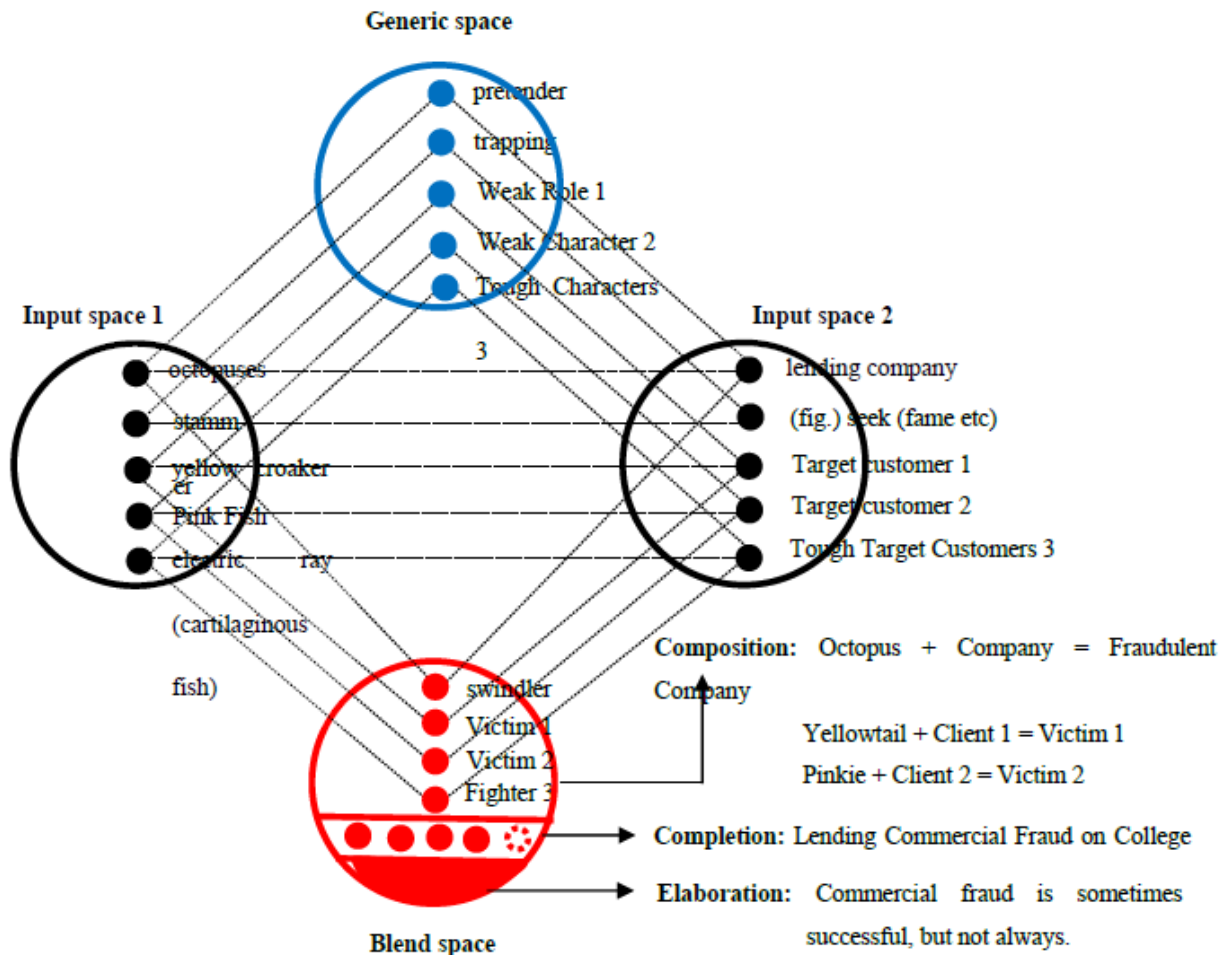 Generic space
pretender
trapping
Weak Role 1
Weak Character 2
Tough Characters
3
Input space 1
octopuses
stamm
yellow croaker
er
Pink Fish
electric ray
(cartilaginous
fish)
Input space 2
lending company
(fig.) seek (fame etc)
Target customer 1
Target customer 2
Tough Target Customers 3
swindler
Victim 1
Victim 2
Fighter 3
Blend space
Composition: Octopus + Company = Fraudulent
Company
Yellowtail + Client 1 = Victim 1
Pinkie + Client 2 = Victim 2
Completion: Lending Commercial Fraud on College
Elaboration: Commercial fraud is sometimes
successful, but not always.